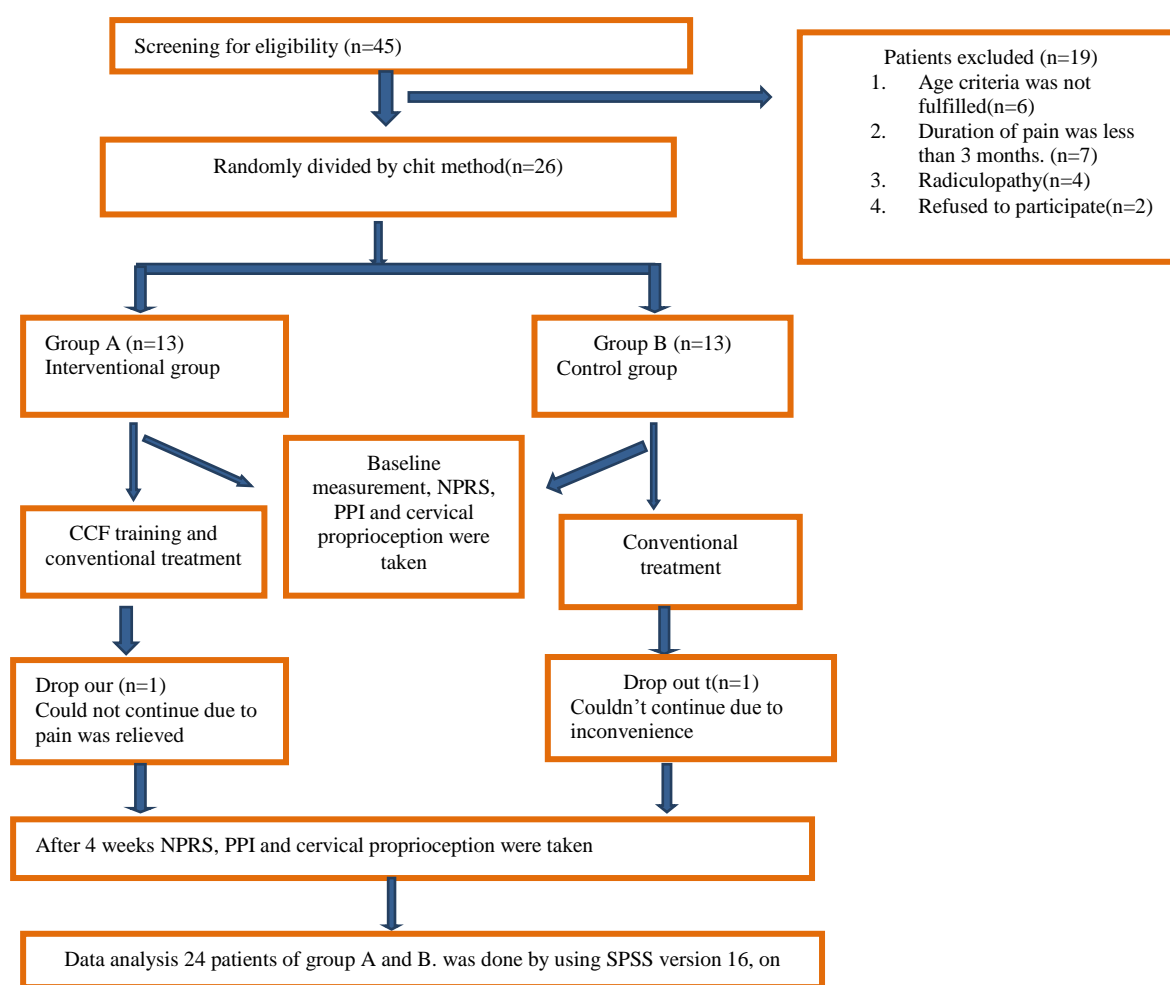 Screening for eligibility (n=45)
Patients excluded (n=19)
1. Age criteria was not
fulfilled(n=6)
2. Duration of pain was less
than 3 months. (n=7)
3. Radiculopathy(n=4)
4. Refused to participate(n=2)
Randomly divided by chit method(n=26)
Group A (n=13)
Interventional group
Group B (n=13)
Control group
Baseline
measurement, NPRS,
PPI and cervical
proprioception were
taken
CCF training and
conventional treatment
Conventional
treatment
Drop our (n=1)
Could not continue due to
pain was relieved
Drop out t(n=1)
Couldn’t continue due to
inconvenience
After 4 weeks NPRS, PPI and cervical proprioception were taken
Data analysis 24 patients of group A and B. was done by using SPSS version 16, on